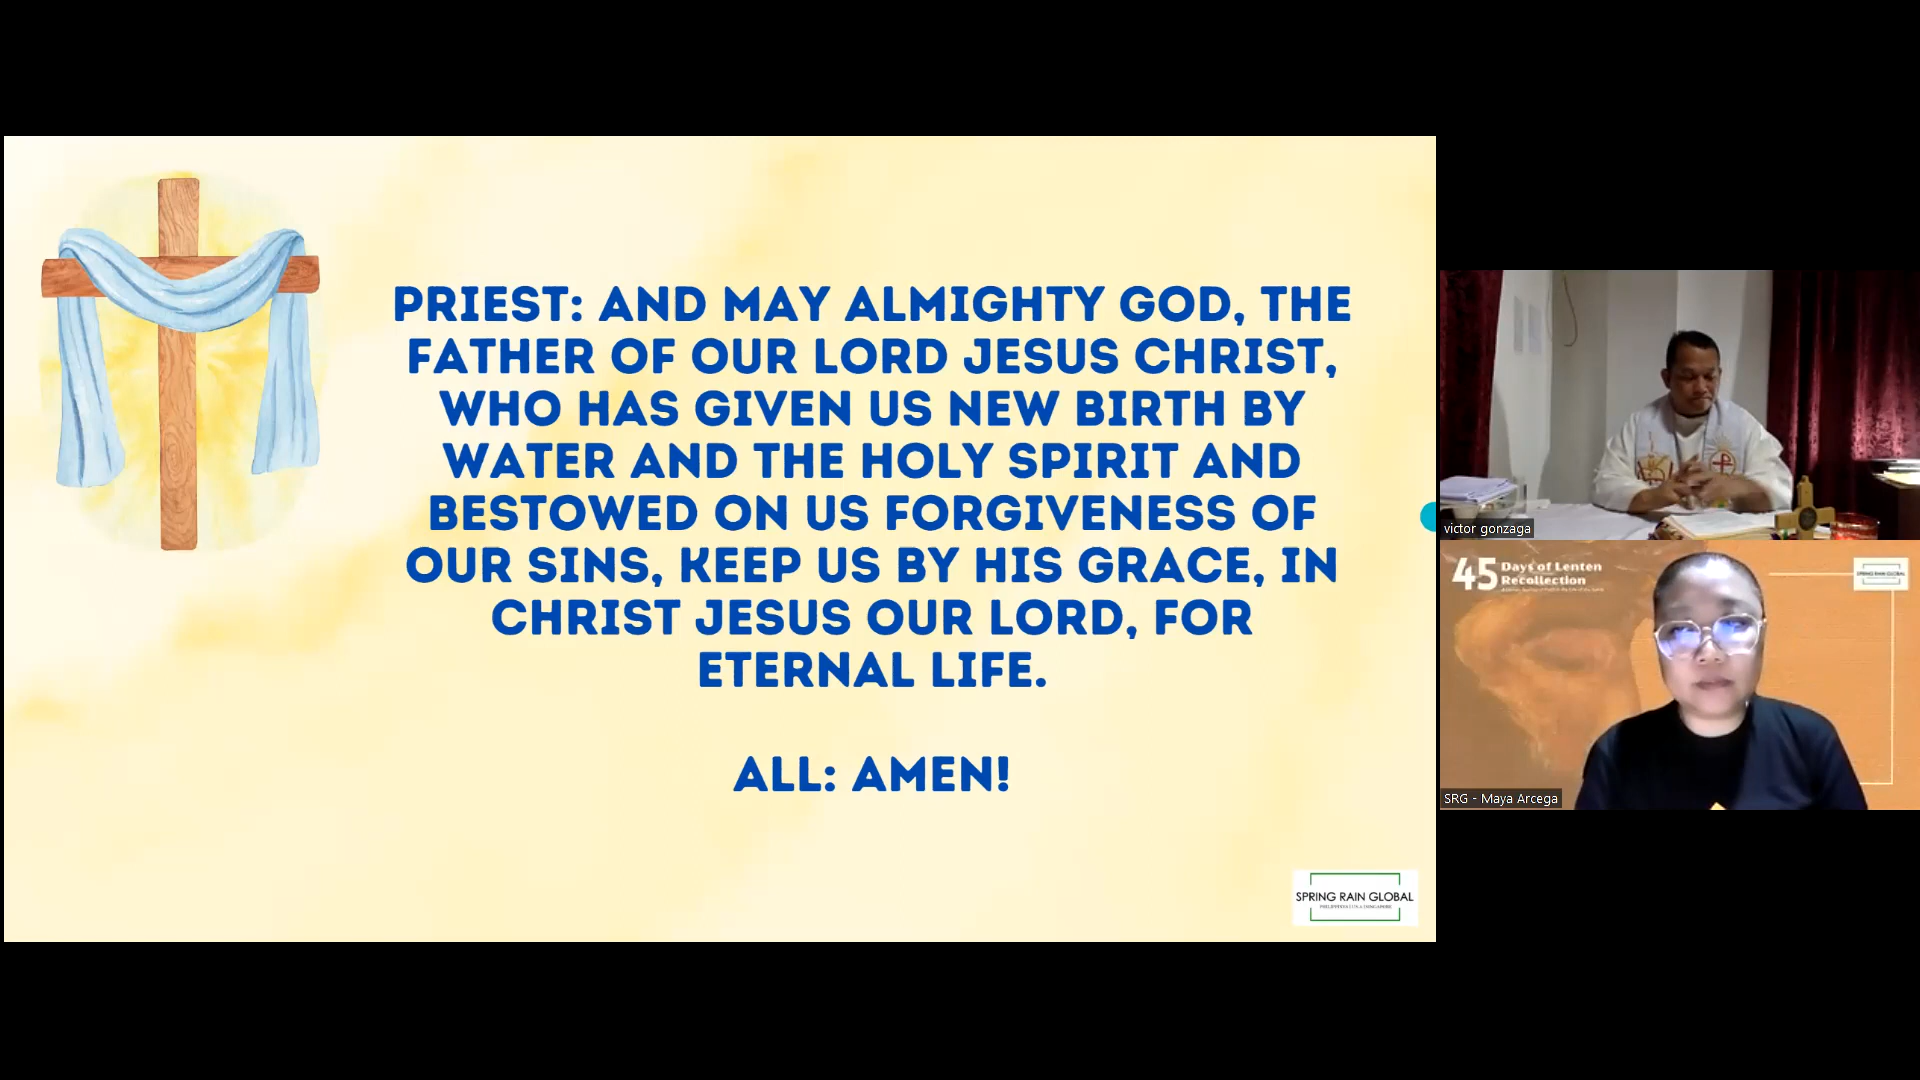 PRIEST: AND MAY ALMIGHTY GOD, THE
FATHER OF OUR LORD JESUS CHRIST,
WHO HAS GIVEN US NEW BIRTH BY
WATER AND THE HOLY SPIRIT AND
BESTOWED ON US FORGIVENESS OF
OUR SINS, KEEP US BY HIS GRACE, IN
CHRIST JESUS OUR LORD, FOR
ETERNAL LIFE.
ALL: AMEN!
SPRING RAIN GLOBAL
victor gonzaga
45 Days of Lenten
Recollection
SPRING RAIN GLOBAL
SRG - Maya Arcega